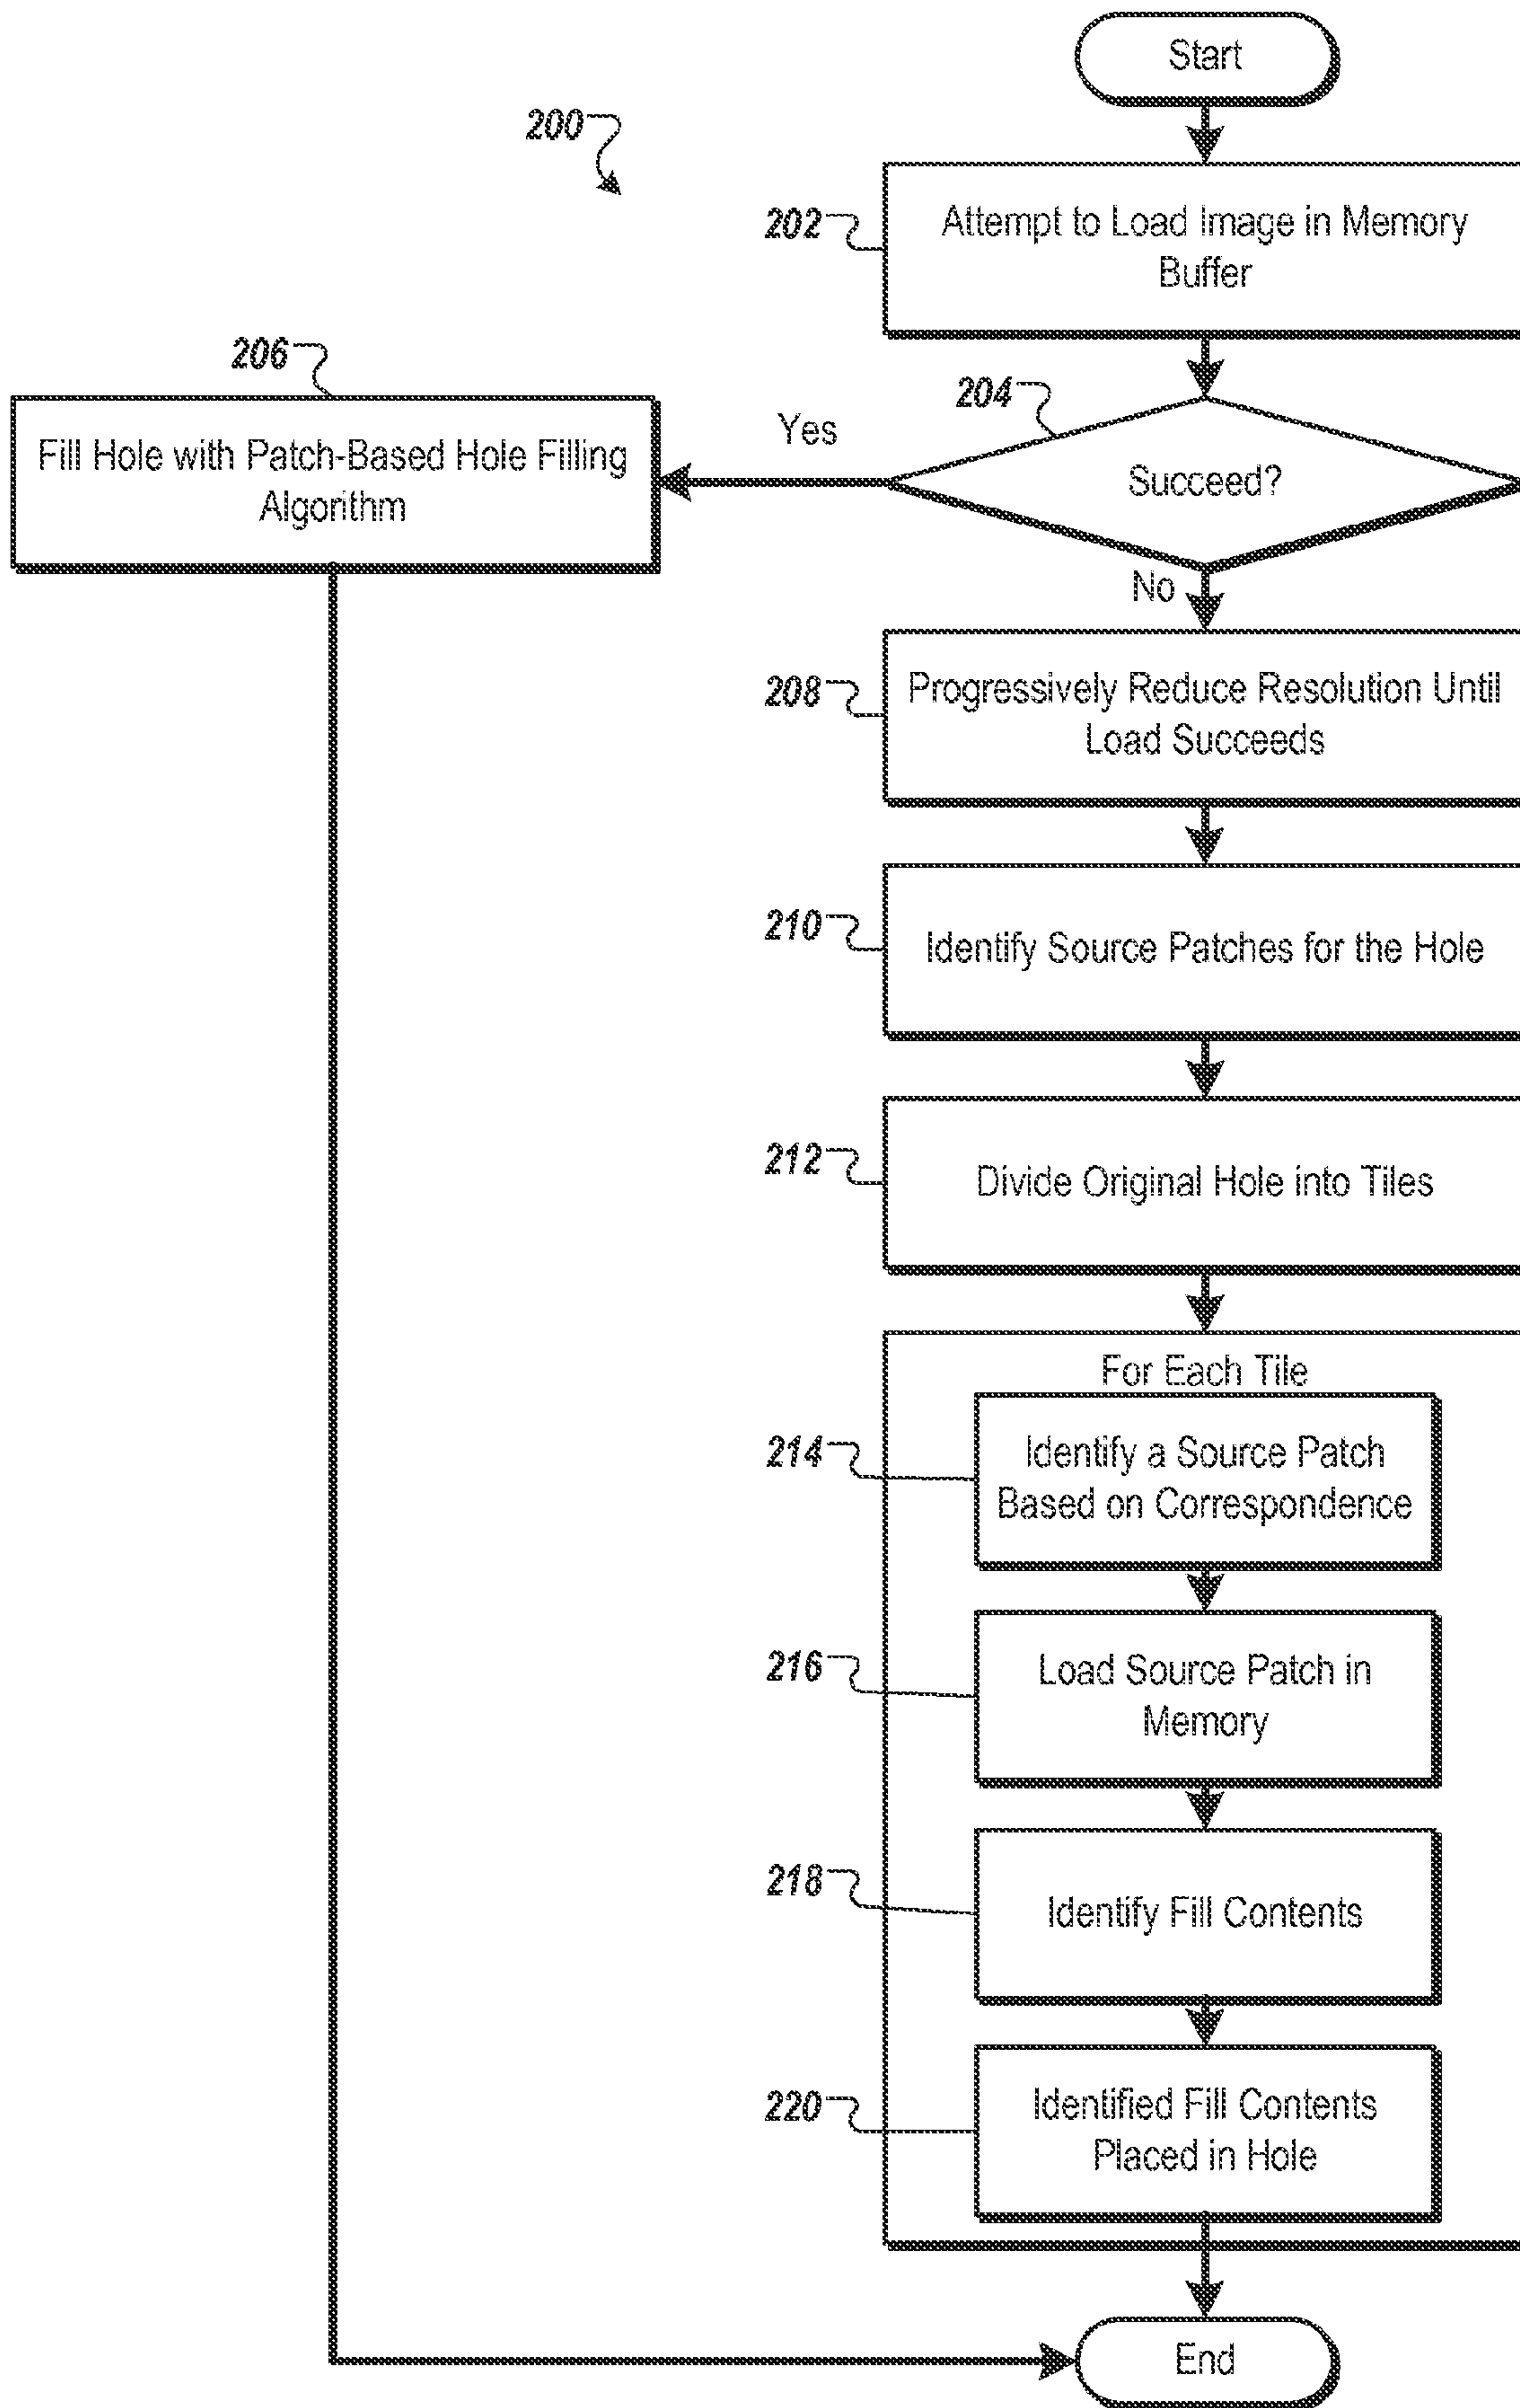 Start
200
202
Attempt to Load Image in Memory
Buffer
206
204
Fill Hole with Patch-Based Hole Filling
Algorithm
Yes
Succeed?
No
208
Progressively Reduce Resolution Until
Load Succeeds
210
Identify Source Patches for the Hole
212
Divide Original Hole into Tiles
For Each Tile
214
Identify a Source Patch
Based on Correspondence
216
Load Source Patch in
Memory
218
Identify Fill Contents
220
Identified Fill Contents
Placed in Hole
End